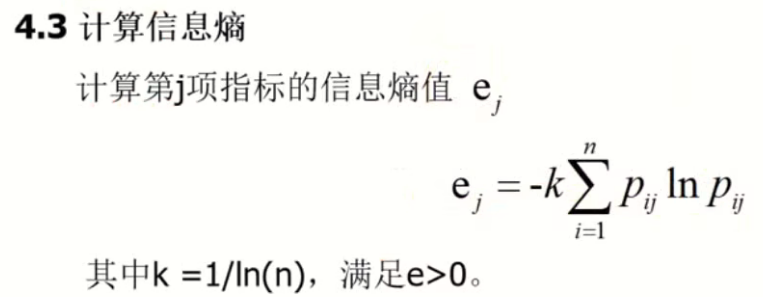 4.3 计算信息熵
计算第j项指标的信息熵值 e_j
e_j = -k∑_{i=1}^{n} p_{ij} ln p_{ij}
其中k =1/ln(n)，满足e>0。